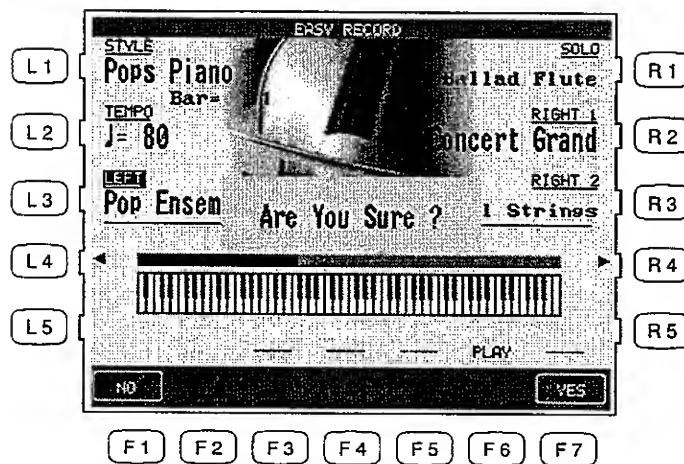 EASY RECORD
L1 STYLE SOLO R1
Pops Piano Ballad Flute
Bar= 1
L2 TEMPO RIGHT 1 R2
♩= 80 oncert Grand
L3 LEFT RIGHT 2 R3
Pop Ensem Are You Sure ? l Strings
L4 R4
L5 PLAY R5
NO YES
F1 F2 F3 F4 F5 F6 F7